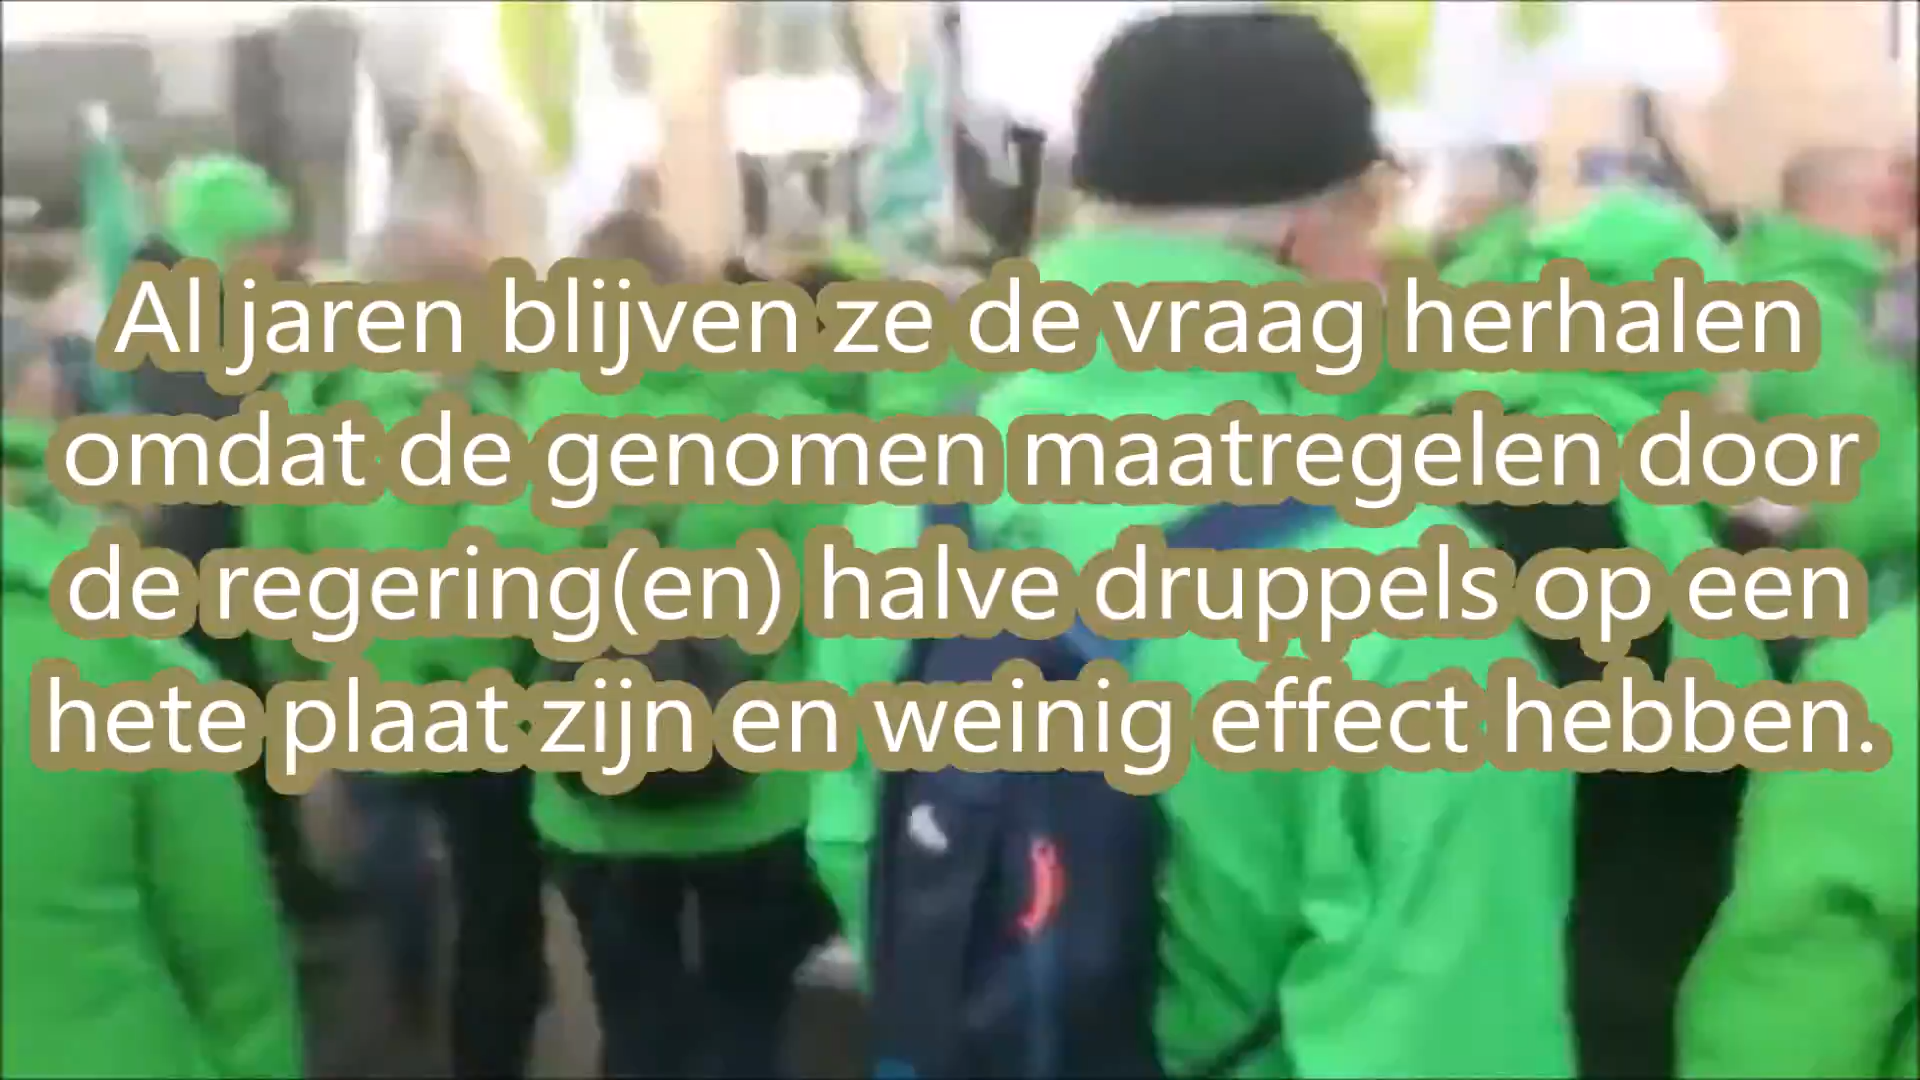 Al jaren blijven ze de vraag herhalen
omdat de genomen maatregelen door
de regering(en) halve druppels op een
hete plaat zijn en weinig effect hebben.